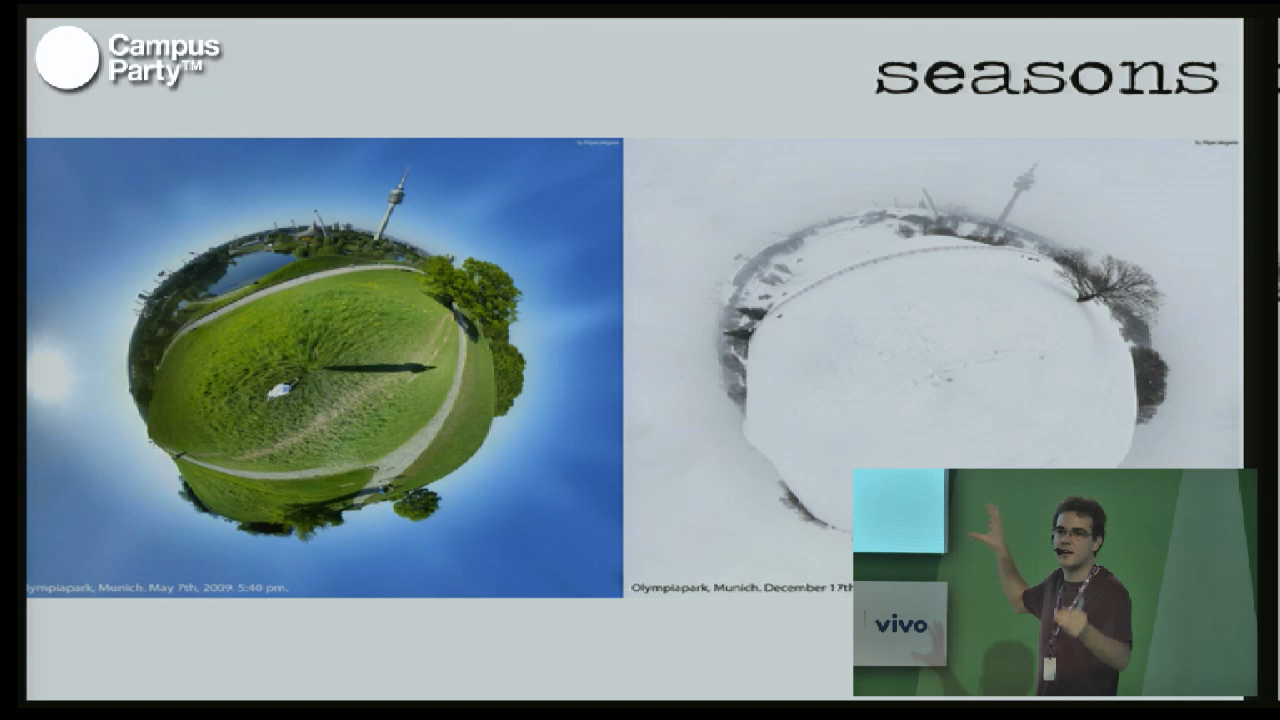 Campus
Party™
seasons
lympiapark, Munich. May 7th, 2009. 5:40 pm.
Olympiapark, Munich. December 17th
vivo